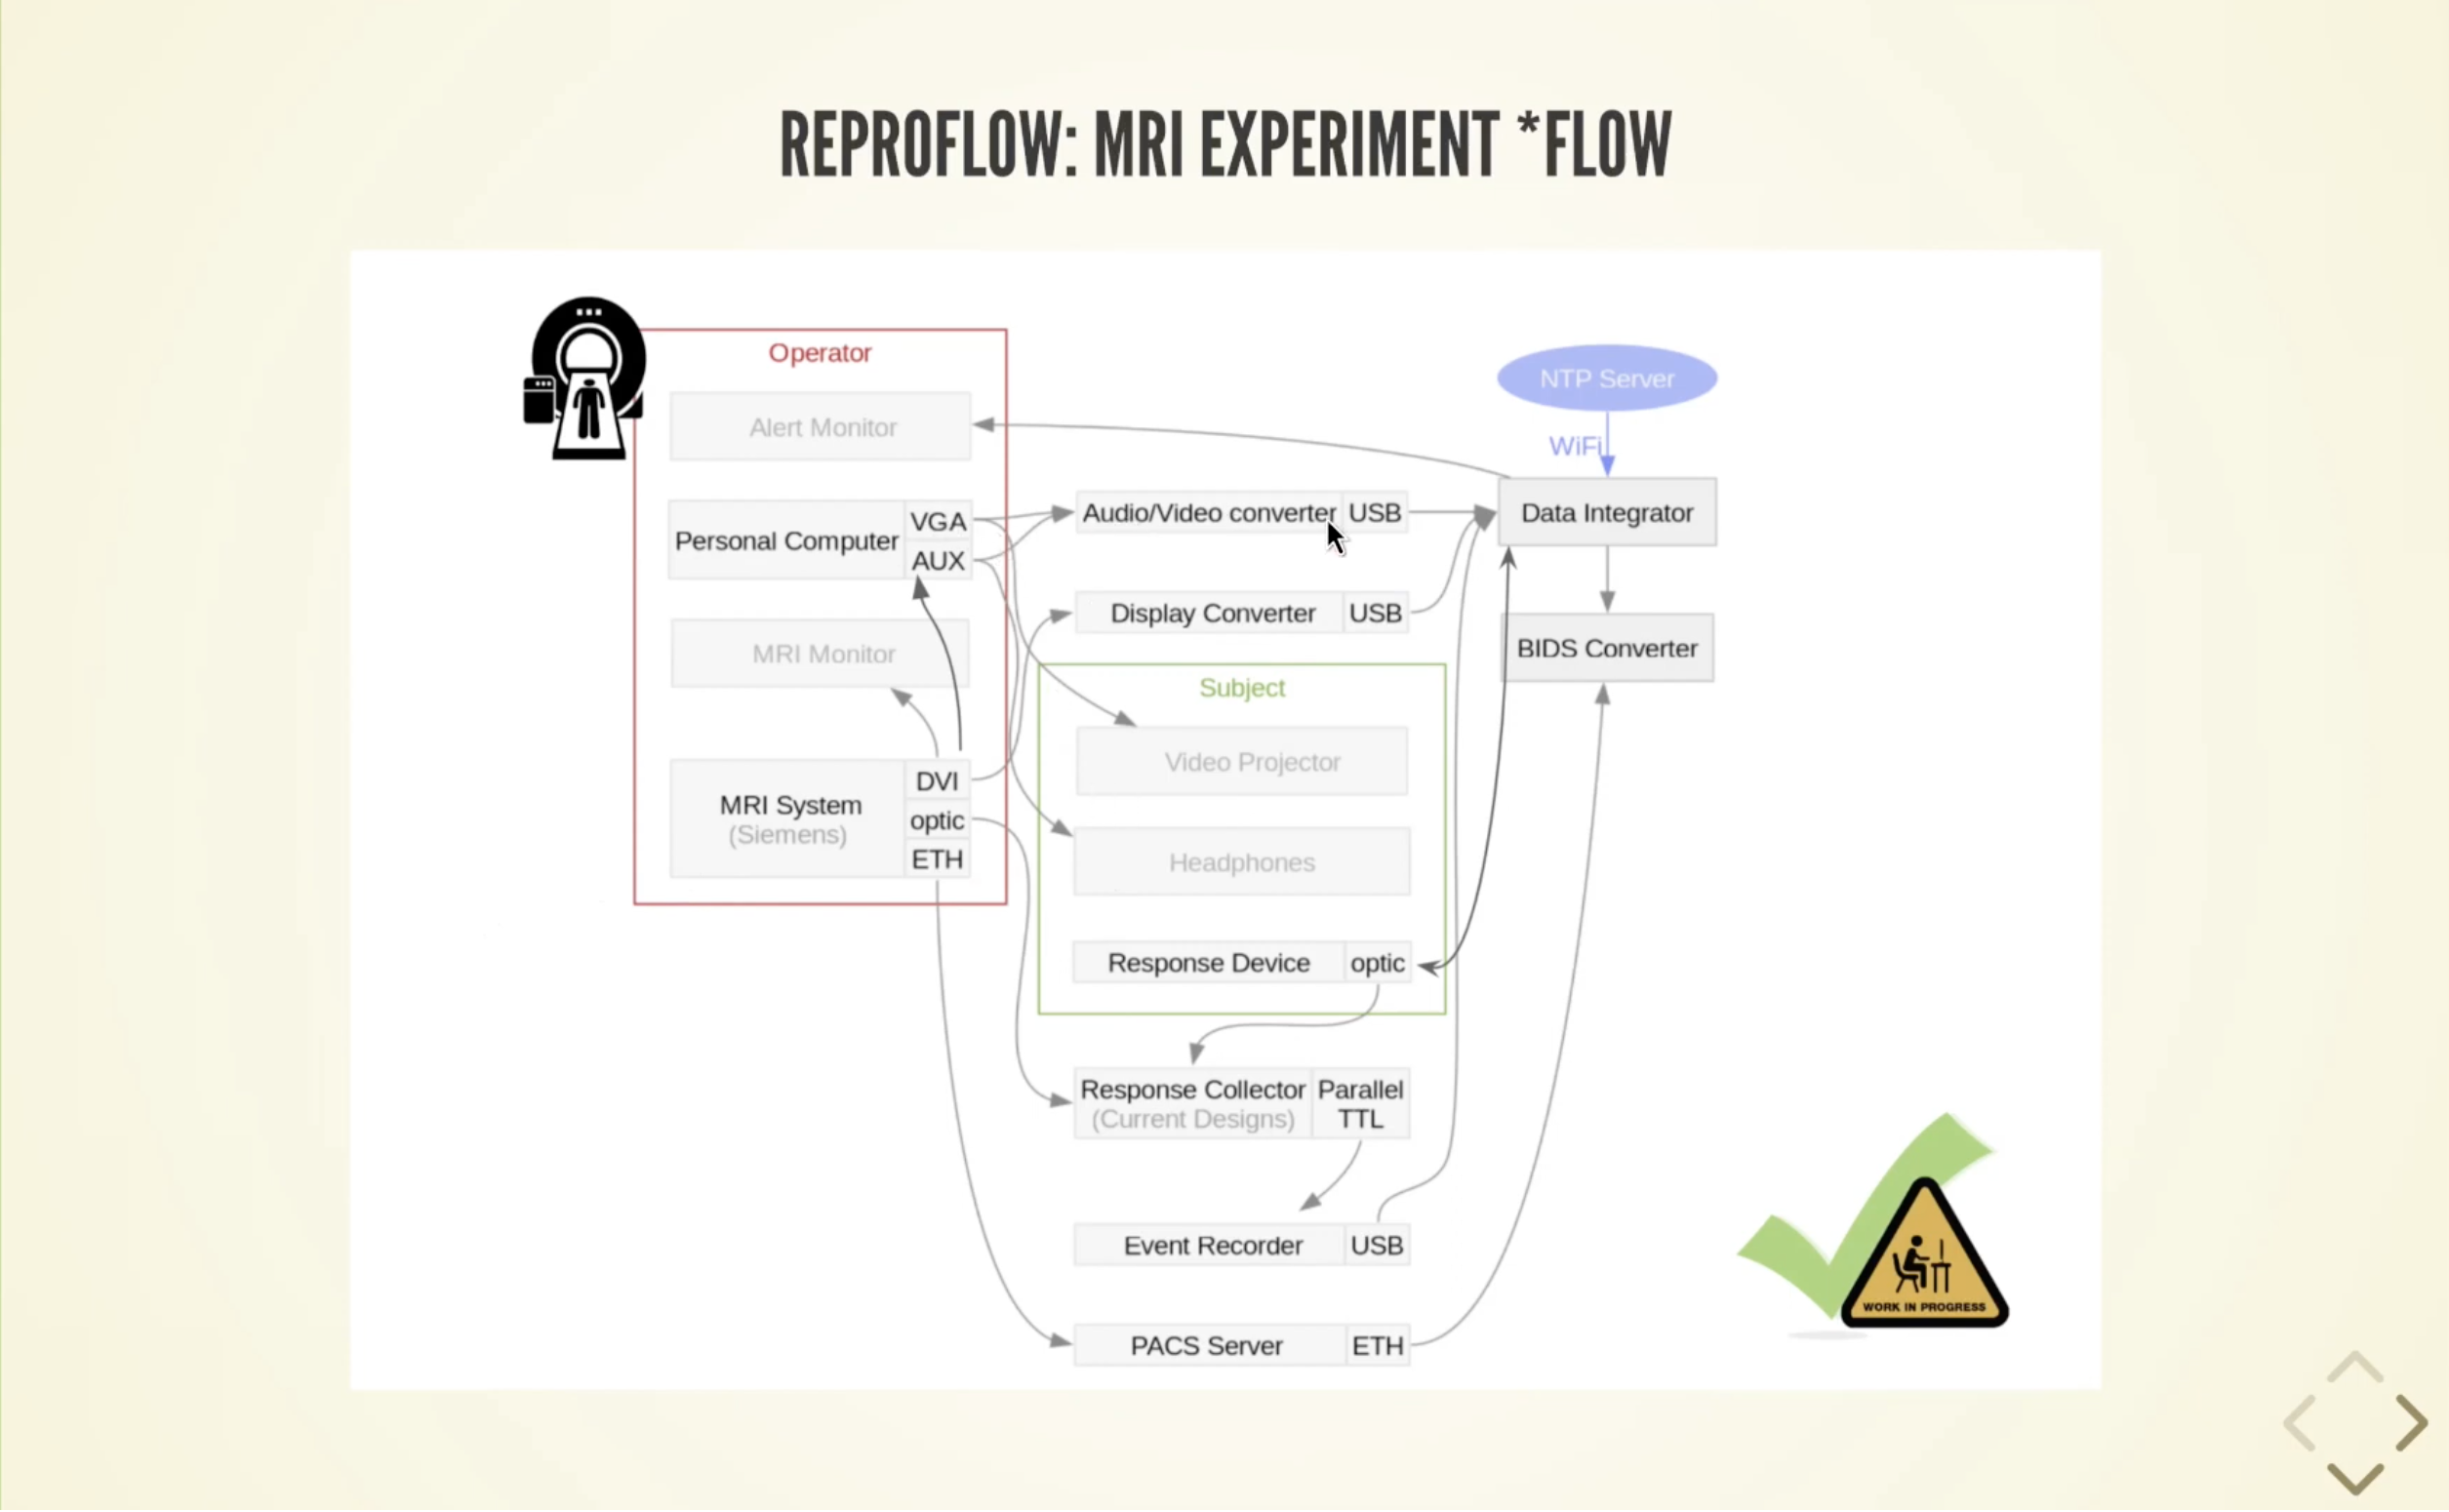 REPROFLOW: MRI EXPERIMENT *FLOW
Operator
Alert Monitor
Personal Computer
VGA
AUX
MRI Monitor
MRI System
(Siemens)
DVI
optic
ETH
Audio/Video converter
USB
Display Converter
USB
Subject
Video Projector
Headphones
Response Device
optic
Response Collector
(Current Designs)
Parallel
TTL
Event Recorder
USB
PACS Server
ETH
NTP Server
WiFi
Data Integrator
BIDS Converter
WORK IN PROGRESS